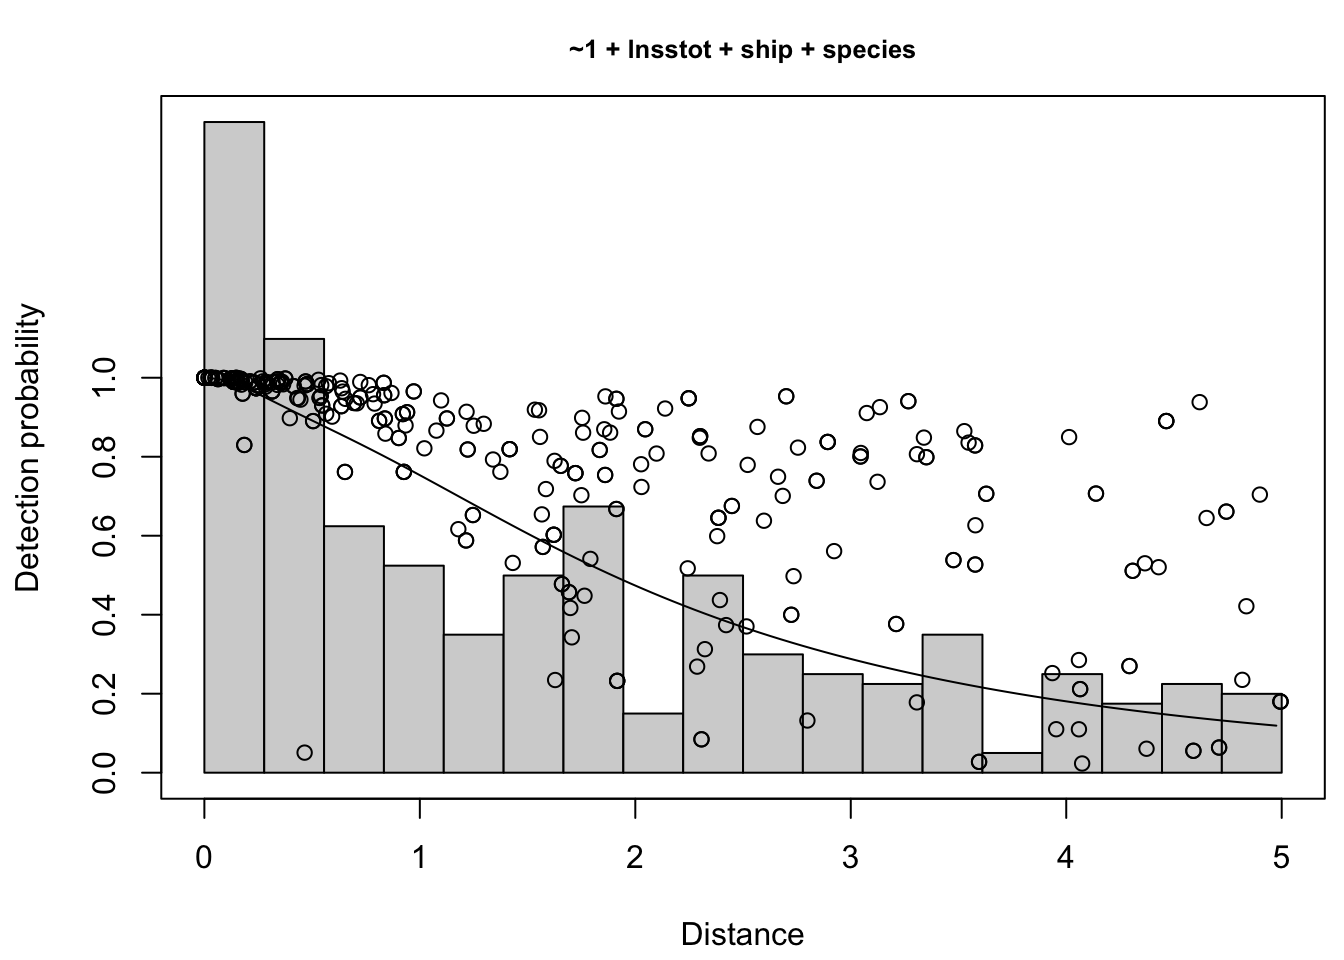 ~1 + lnsstot + ship + species
Detection probability
1.0
0.8
0.6
0.4
0.2
0.0
0 1 2 3 4 5
Distance